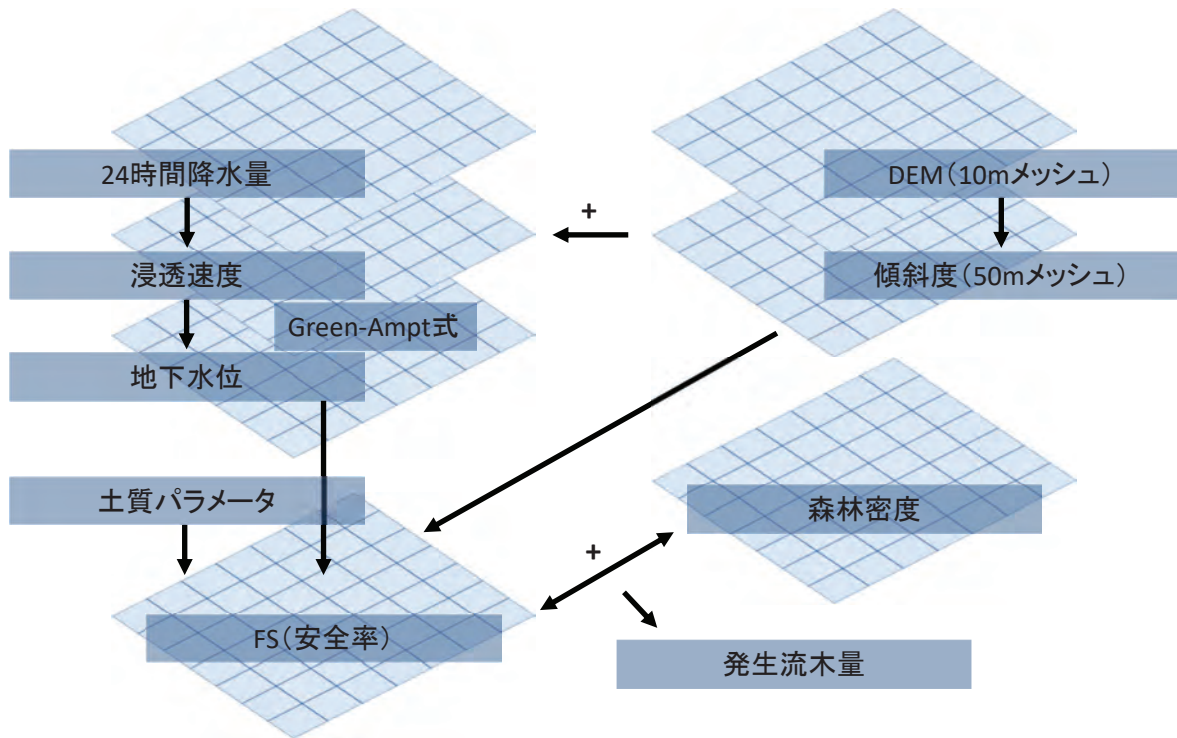 24時間降水量
DEM（10mメッシュ）
+
浸透速度
傾斜度（50mメッシュ）
Green-Ampt式
地下水位
土質パラメータ
森林密度
+
FS（安全率）
発生流木量